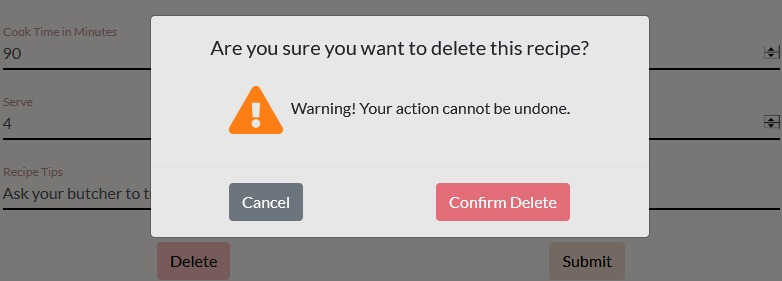 Are you sure you want to delete this recipe?
Warning! Your action cannot be undone.
Cancel
Confirm Delete
Cook Time in Minutes
90
Serve
4
Recipe Tips
Ask your butcher to
Delete
Submit